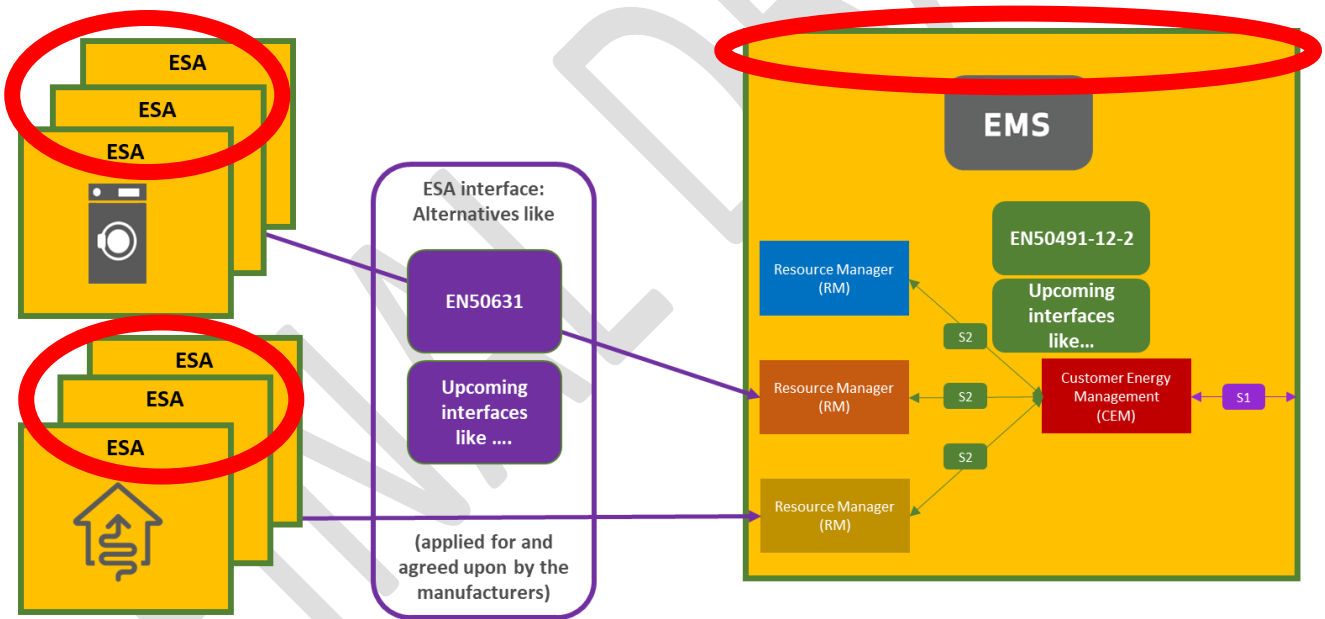 ESA
ESA
ESA
ESA
ESA
ESA
ESA interface:
Alternatives like
EN50631
Upcoming
interfaces
like ....
(applied for and
agreed upon by the
manufacturers)
EMS
EN50491-12-2
Upcoming
interfaces
like...
Resource Manager
(RM)
S2
Resource Manager
(RM)
S2
Customer Energy
Management
(CEM)
S1
S2
Resource Manager
(RM)